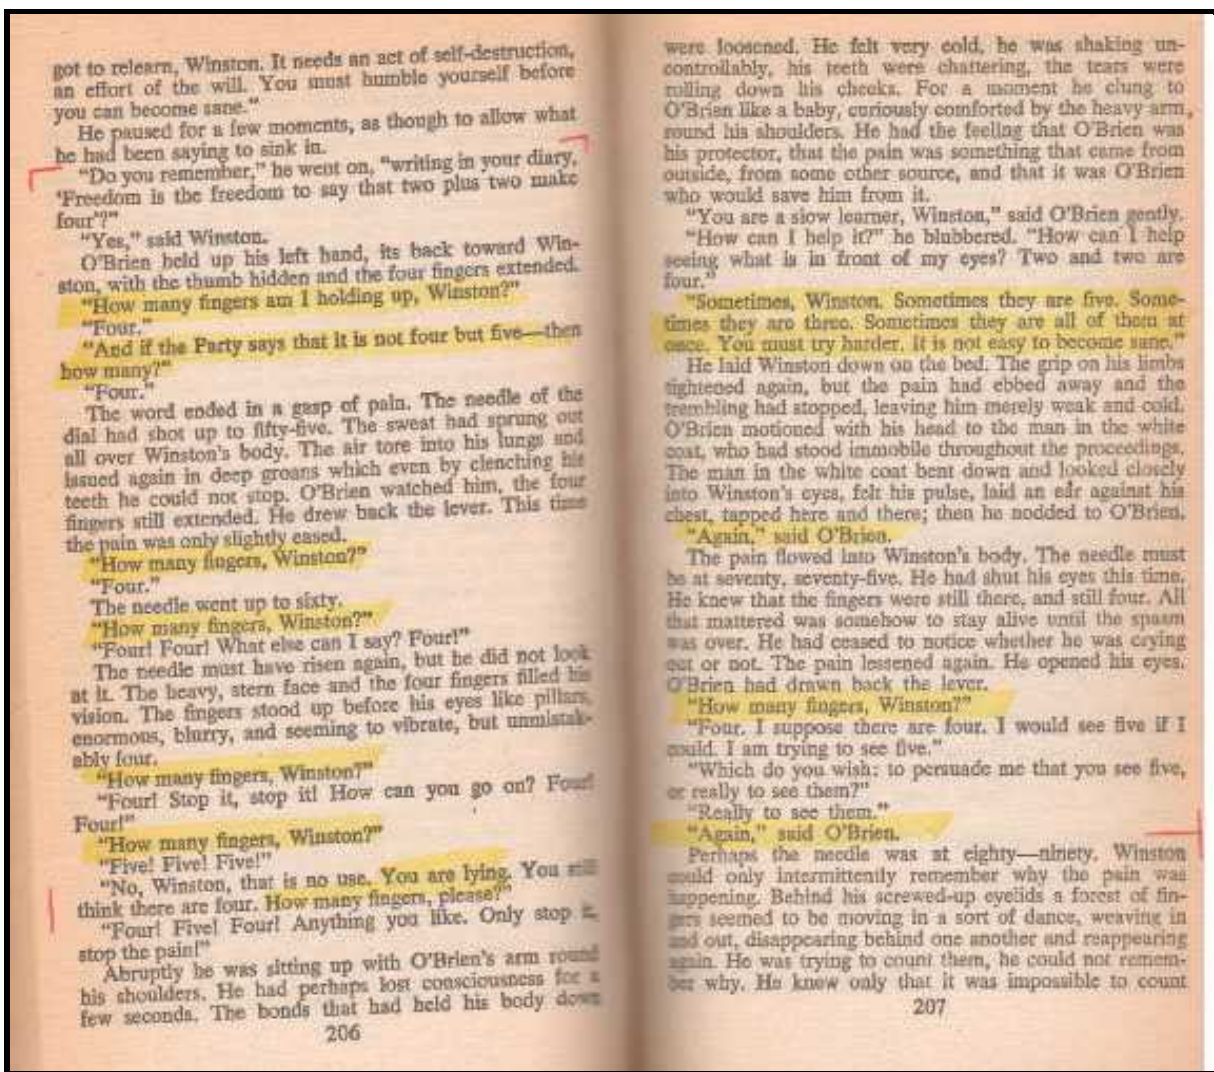 got to relearn, Winston. It needs an act of self-destruction,
an effort of the will. You must humble yourself before
you can become sane."
He paused for a few moments, as though to allow what
he had been saying to sink in.
"Do you remember," he went on, "writing in your diary,
'Freedom is the freedom to say that two plus two make
four'?"
"Yes," said Winston.
O'Brien held up his left hand, its back toward Win-
ston, with the thumb hidden and the four fingers extended.
"How many fingers am I holding up, Winston?"
"Four."
"And if the Party says that it is not four but five—then
how many?"
"Four."
The word ended in a gasp of pain. The needle of the
dial had shot up to fifty-five. The sweat had sprung out
all over Winston's body. The air tore into his lungs and
issued again in deep groans which even by clenching his
teeth he could not stop. O'Brien watched him, the four
fingers still extended. He drew back the lever. This time
the pain was only slightly eased.
"How many fingers, Winston?"
"Four."
The needle went up to sixty.
"How many fingers, Winston?"
"Four! Four! What else can I say? Four!"
The needle must have risen again, but he did not look
at it. The heavy, stern face and the four fingers filled his
vision. The fingers stood up before his eyes like pillars,
enormous, blurry, and seeming to vibrate, but unmistak-
ably four.
"How many fingers, Winston?"
"Four! Stop it, stop it! How can you go on? Four!
Four!"
"How many fingers, Winston?"
"Five! Five! Five!"
"No, Winston, that is no use. You are lying. You still
think there are four. How many fingers, please?"
"Four! Five! Four! Anything you like. Only stop it,
stop the pain!"
Abruptly he was sitting up with O'Brien's arm round
his shoulders. He had perhaps lost consciousness for a
few seconds. The bonds that had held his body down
206
were loosened. He felt very cold, he was shaking un-
controllably, his teeth were chattering, the tears were
rolling down his cheeks. For a moment he clung to
O'Brien like a baby, curiously comforted by the heavy arm
round his shoulders. He had the feeling that O'Brien was
his protector, that the pain was something that came from
outside, from some other source, and that it was O'Brien
who would save him from it.
"You are a slow learner, Winston," said O'Brien gently.
"How can I help it?" he blubbered. "How can I help
seeing what is in front of my eyes? Two and two are
four."
"Sometimes, Winston. Sometimes they are five. Some-
times they are three. Sometimes they are all of them at
once. You must try harder. It is not easy to become sane."
He laid Winston down on the bed. The grip on his limbs
tightened again, but the pain had ebbed away and the
trembling had stopped, leaving him merely weak and cold.
O'Brien motioned with his head to the man in the white
coat, who had stood immobile throughout the proceedings.
The man in the white coat bent down and looked closely
into Winston's eyes, felt his pulse, laid an ear against his
chest, tapped here and there; then he nodded to O'Brien.
"Again," said O'Brien.
The pain flowed into Winston's body. The needle must
be at seventy, seventy-five. He had shut his eyes this time.
He knew that the fingers were still there, and still four. All
that mattered was somehow to stay alive until the spasm
was over. He had ceased to notice whether he was crying
out or not. The pain lessened again. He opened his eyes.
O'Brien had drawn back the lever.
"How many fingers, Winston?"
"Four. I suppose there are four. I would see five if I
could. I am trying to see five."
"Which do you wish: to persuade me that you see five,
or really to see them?"
"Really to see them."
"Again," said O'Brien.
Perhaps the needle was at eighty—ninety. Winston
could only intermittently remember why the pain was
happening. Behind his screwed-up eyelids a forest of fin-
gers seemed to be moving in a sort of dance, weaving in
and out, disappearing behind one another and reappearing
again. He was trying to count them, he could not remem-
ber why. He knew only that it was impossible to count
207